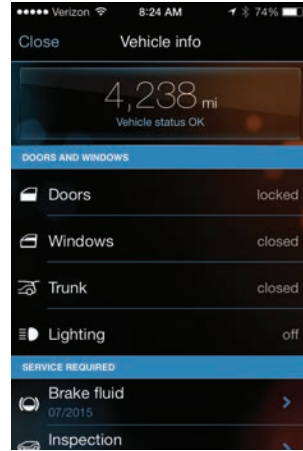 Verizon 8:24 AM 74%
Close Vehicle info
4,238 mi
Vehicle status OK
DOORS AND WINDOWS
Doors locked
Windows closed
Trunk closed
Lighting off
SERVICE REQUIRED
Brake fluid
07/2015
Inspection